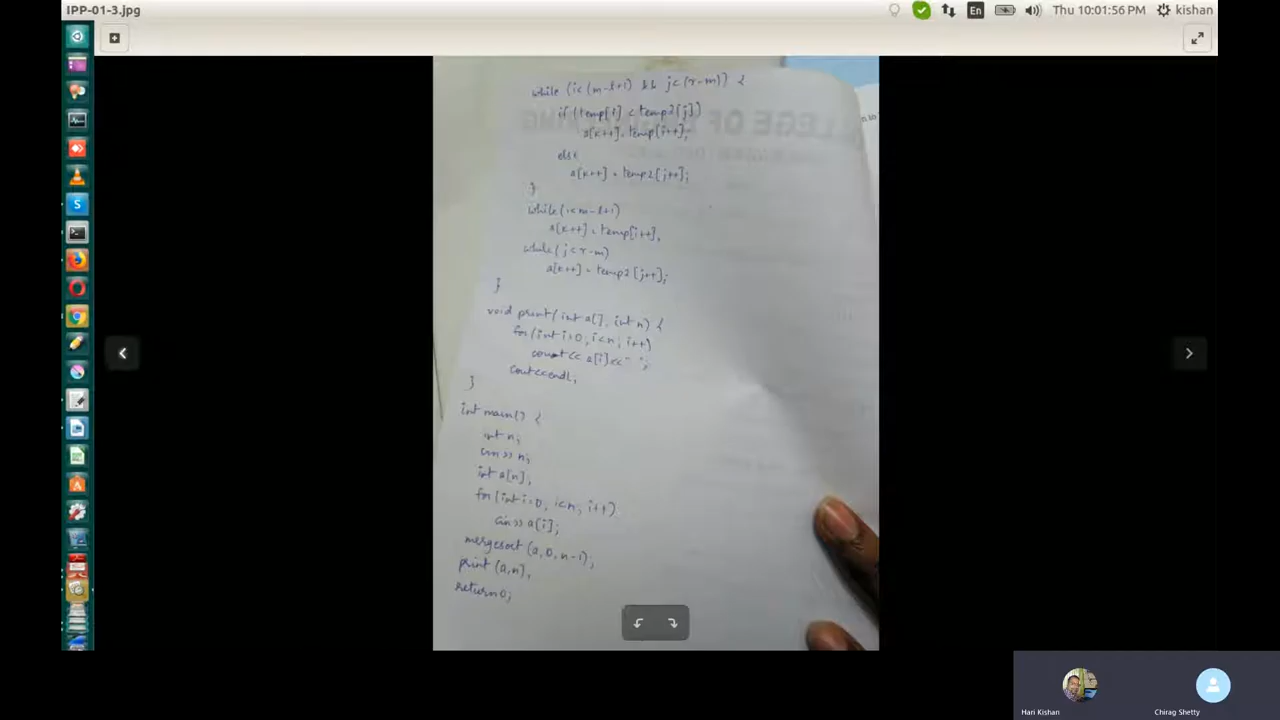 IPP-01-3.jpg
En
Thu 10:01:56 PM
kishan
while (i<(m-l+1) && j<(r-m)) {
if (temp[i] < temp2[j])
a[k++] = temp[i++];
else
a[k++] = temp2[j++];
}
while(i<m-l+1)
a[k++] = temp[i++];
while(j<r-m)
a[k++] = temp2[j++];
}
void print(int a[], int n) {
for(int i=0; i<n; i++)
cout << a[i]<<" ";
cout<<endl;
}
int main() {
int n;
cin >> n;
int a[n];
for(int i=0; i<n; i++)
cin>> a[i];
mergesort (a, 0, n-1);
print (a,n);
return 0;
Hari Kishan
Chirag Shetty